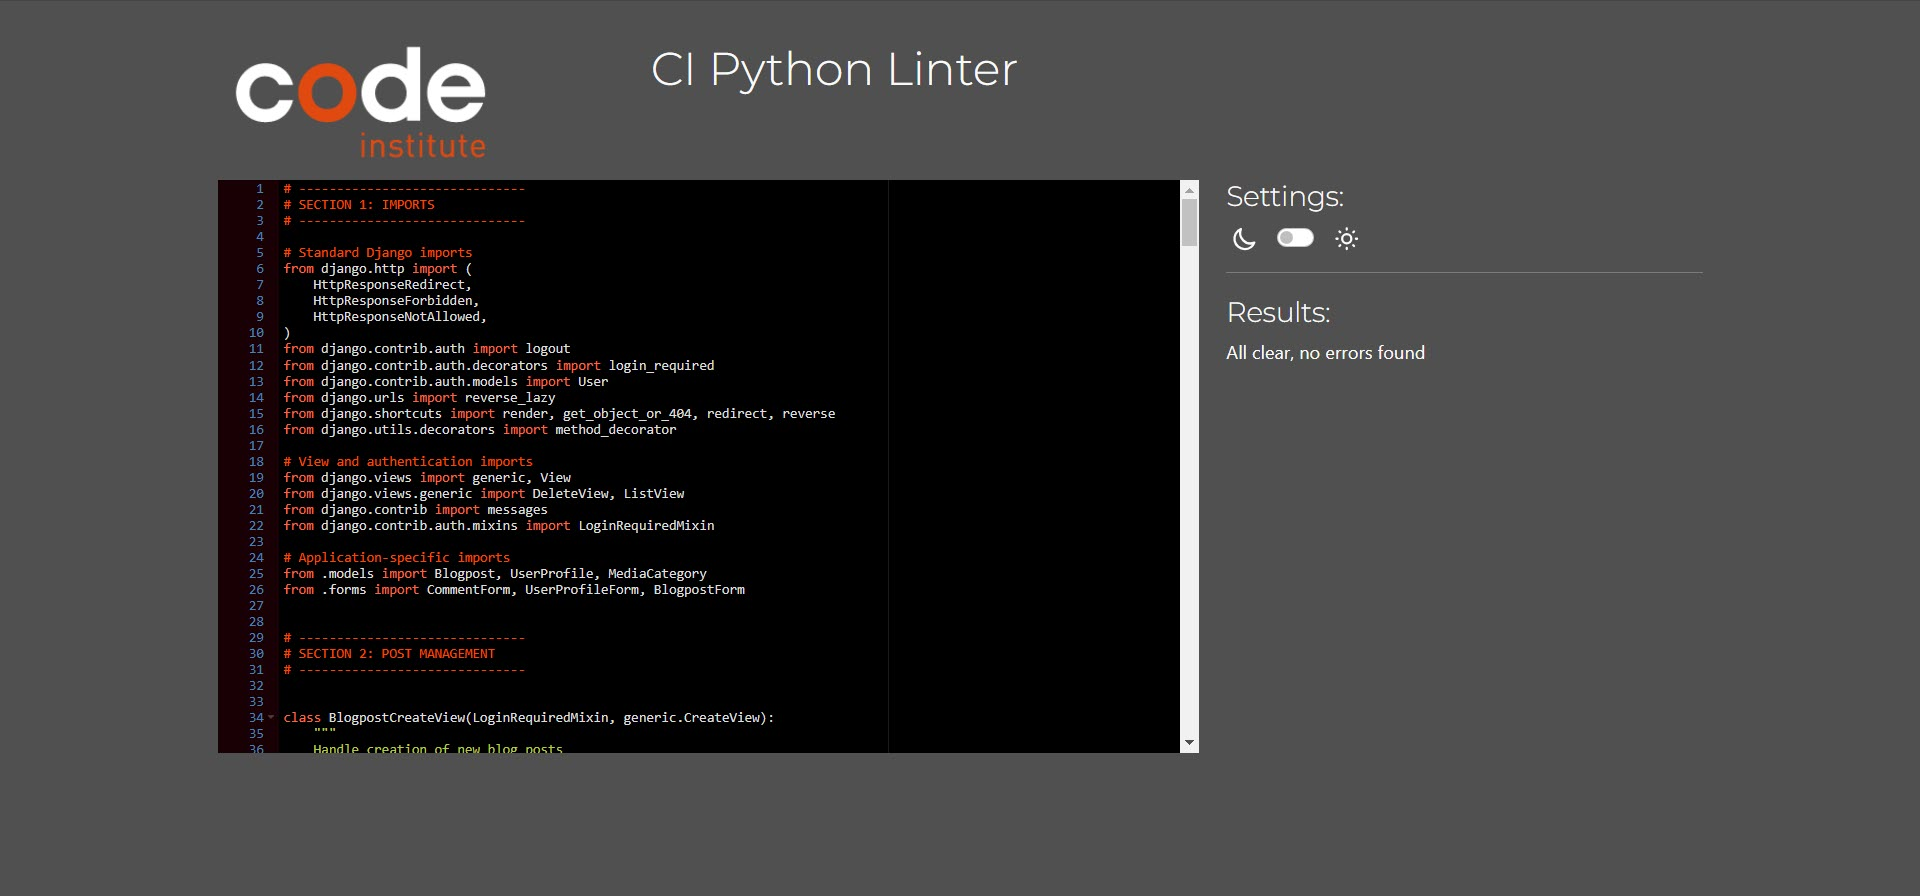 code
institute
CI Python Linter
1 # ------------------------------
2 # SECTION 1: IMPORTS
3 # ------------------------------
4
5 # Standard Django imports
6 from django.http import (
7     HttpResponseRedirect,
8     HttpResponseForbidden,
9     HttpResponseNotAllowed,
10 )
11 from django.contrib.auth import logout
12 from django.contrib.auth.decorators import login_required
13 from django.contrib.auth.models import User
14 from django.urls import reverse_lazy
15 from django.shortcuts import render, get_object_or_404, redirect, reverse
16 from django.utils.decorators import method_decorator
17
18 # View and authentication imports
19 from django.views import generic, View
20 from django.views.generic import DeleteView, ListView
21 from django.contrib import messages
22 from django.contrib.auth.mixins import LoginRequiredMixin
23
24 # Application-specific imports
25 from .models import Blogpost, UserProfile, MediaCategory
26 from .forms import CommentForm, UserProfileForm, BlogpostForm
27
28
29 # ------------------------------
30 # SECTION 2: POST MANAGEMENT
31 # ------------------------------
32
33
34 class BlogpostCreateView(LoginRequiredMixin, generic.CreateView):
35     """
36     Handle creation of new blog posts
Settings:
Results:
All clear, no errors found